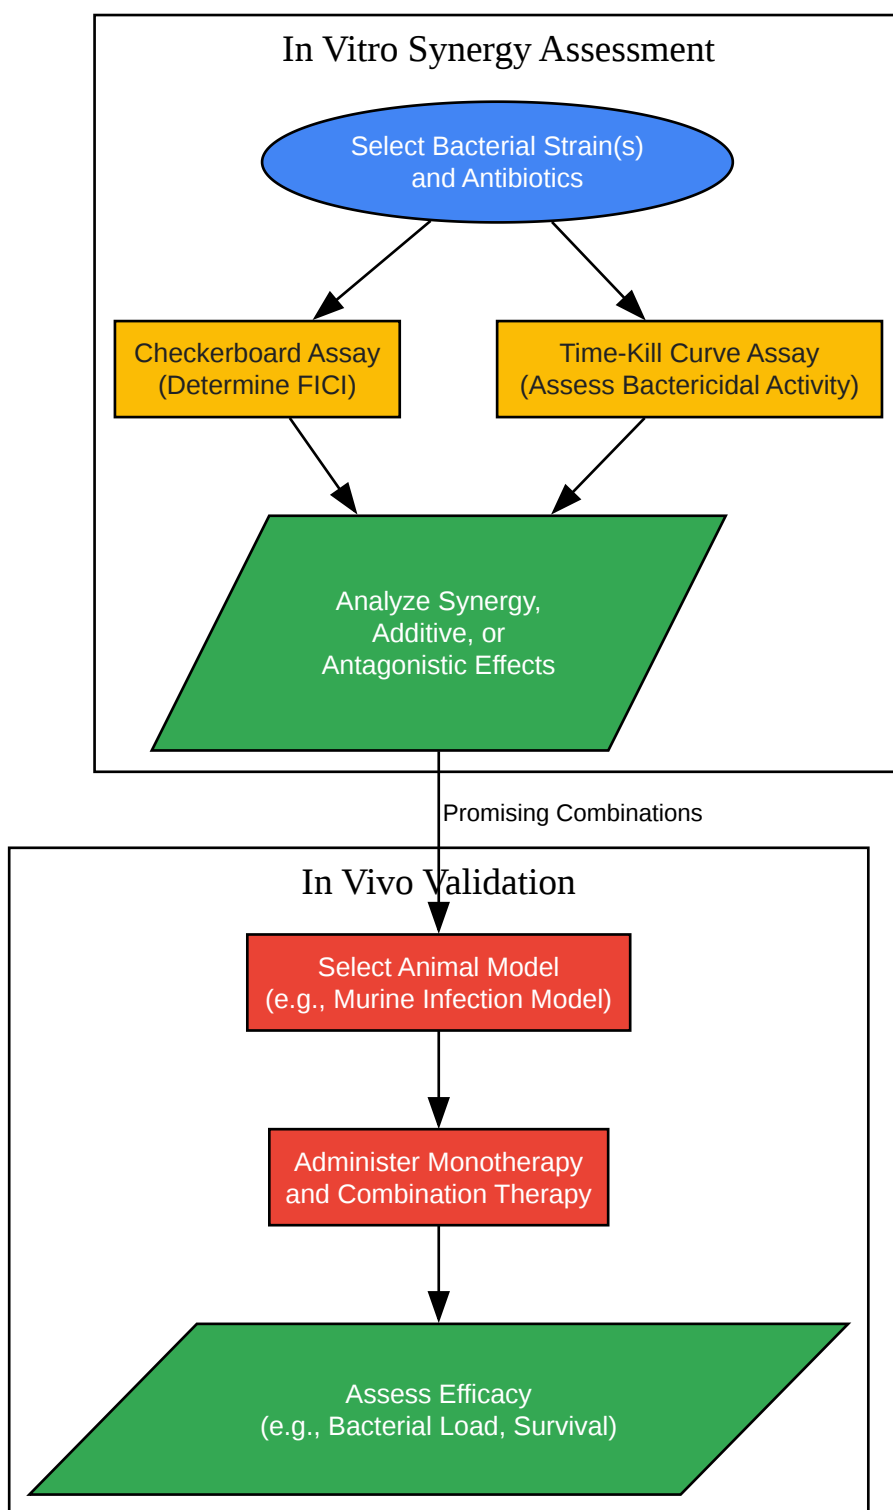 In Vitro Synergy Assessment
Select Bacterial Strain(s)
and Antibiotics
Checkerboard Assay
(Determine FICI)
Time-Kill Curve Assay
(Assess Bactericidal Activity)
Analyze Synergy,
Additive, or
Antagonistic Effects
Promising Combinations
In Vivo Validation
Select Animal Model
(e.g., Murine Infection Model)
Administer Monotherapy
and Combination Therapy
Assess Efficacy
(e.g., Bacterial Load, Survival)